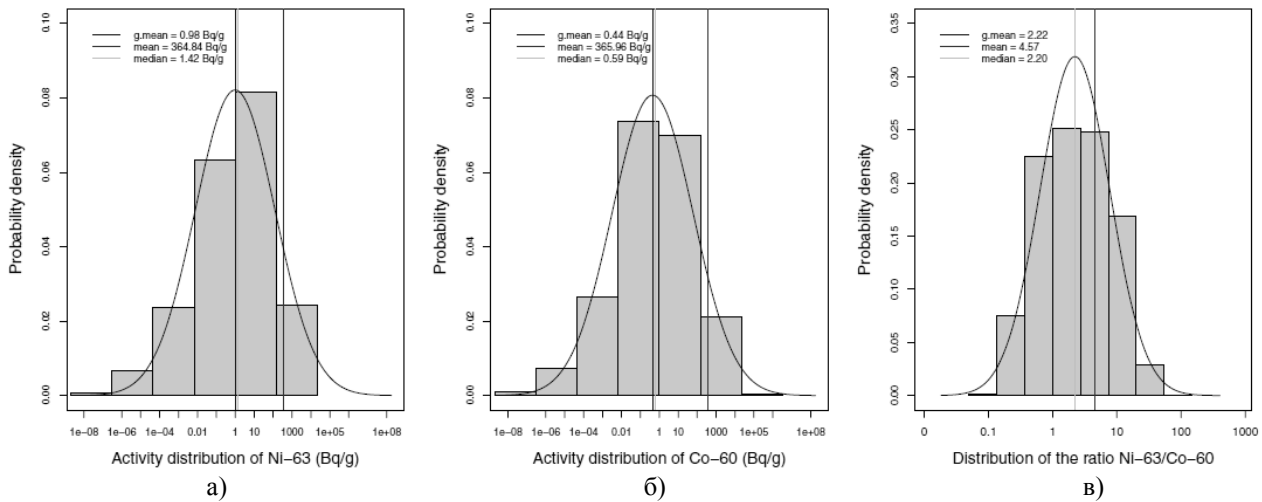 g.mean = 0.98 Bq/g
mean = 364.84 Bq/g
median = 1.42 Bq/g
Probability density
0.00 0.02 0.04 0.06 0.08 0.10
1e−08 1e−06 1e−04 0.01 1 10 1000 1e+05 1e+08
Activity distribution of Ni−63 (Bq/g)
а)
g.mean = 0.44 Bq/g
mean = 365.96 Bq/g
median = 0.59 Bq/g
Probability density
0.00 0.02 0.04 0.06 0.08 0.10
1e−08 1e−06 1e−04 0.01 1 10 1000 1e+05 1e+08
Activity distribution of Co−60 (Bq/g)
б)
g.mean = 2.22
mean = 4.57
median = 2.20
Probability density
0.00 0.05 0.10 0.15 0.20 0.25 0.30 0.35
0 0.1 1 10 100 1000
Distribution of the ratio Ni−63/Co−60
в)